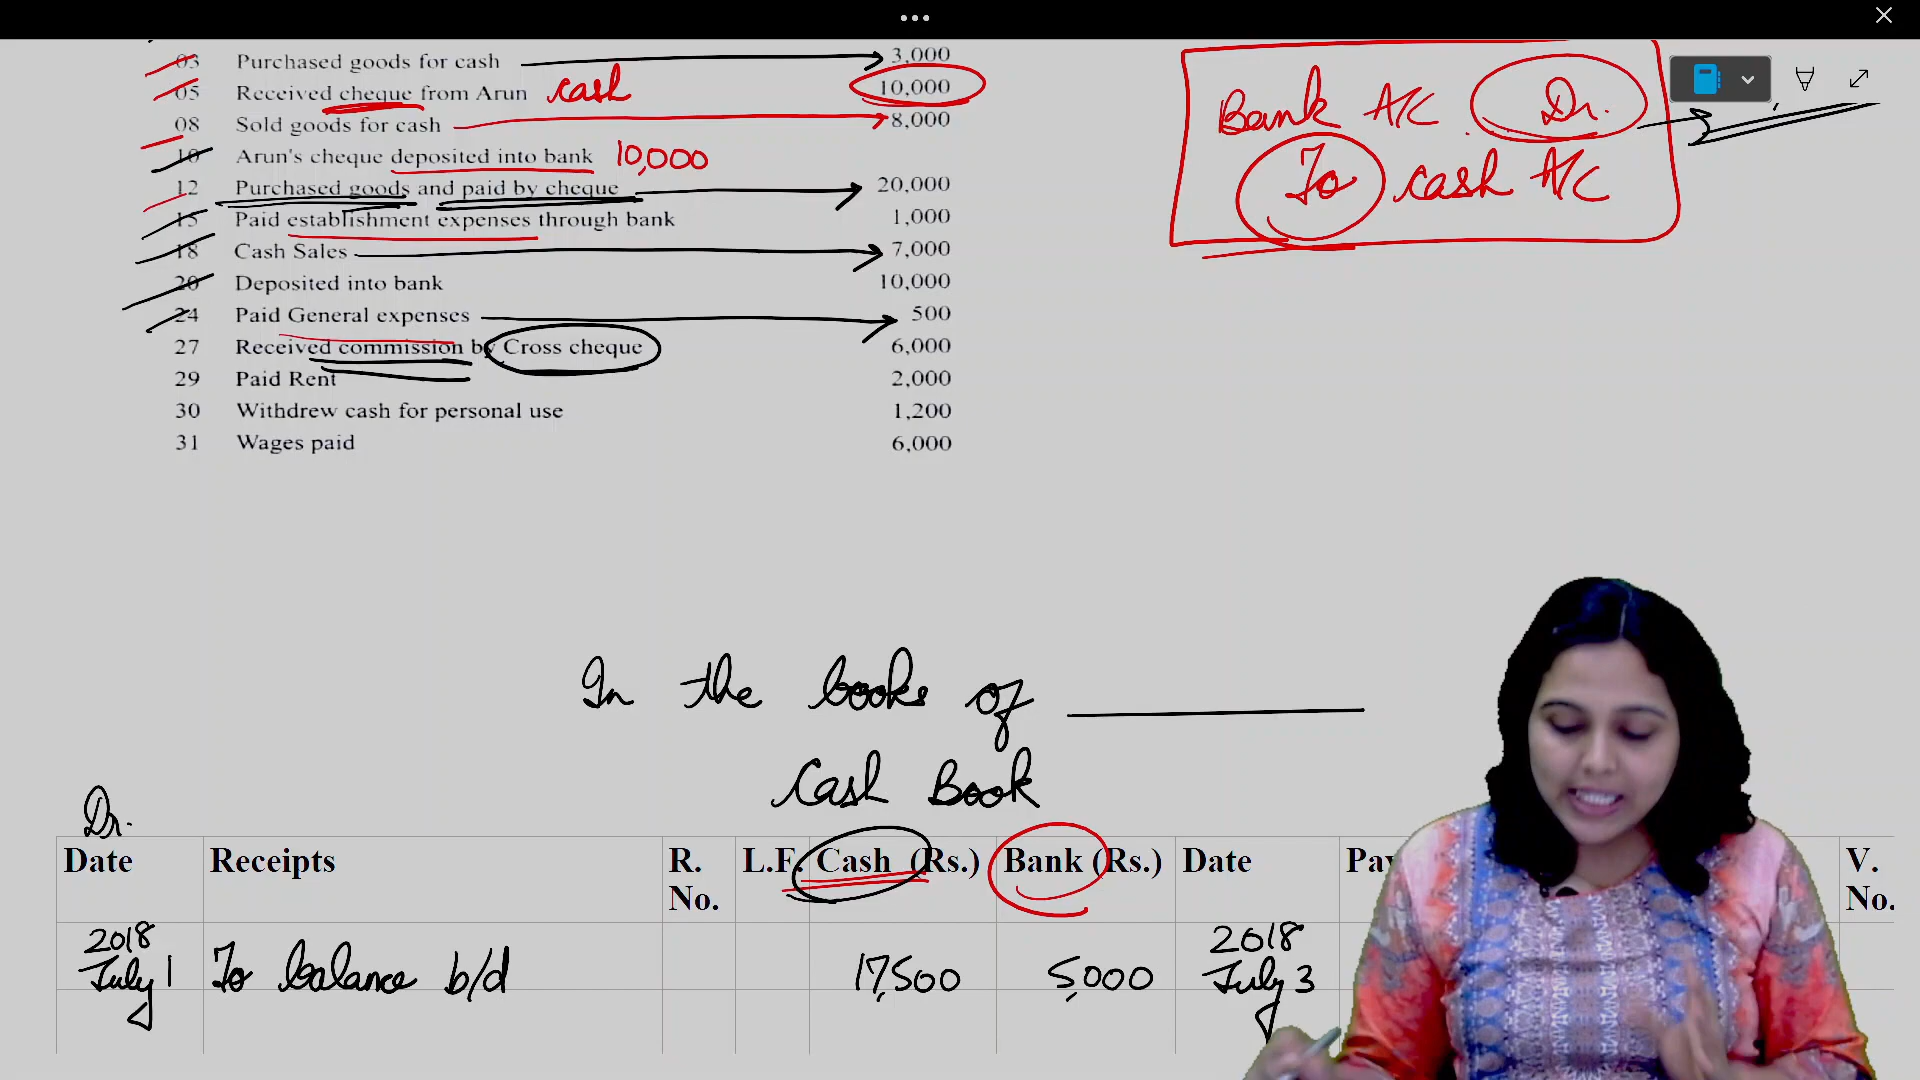 03 Purchased goods for cash 3,000
05 Received cheque from Arun cash 10,000
08 Sold goods for cash 8,000
10 Arun's cheque deposited into bank 10,000
12 Purchased goods and paid by cheque 20,000
15 Paid establishment expenses through bank 1,000
18 Cash Sales 7,000
20 Deposited into bank 10,000
24 Paid General expenses 500
27 Received commission by Cross cheque 6,000
29 Paid Rent 2,000
30 Withdrew cash for personal use 1,200
31 Wages paid 6,000
Bank A/C Dr.
To cash A/C
In the books of
Cash Book
Dr.
Date Receipts R. No. L.F. Cash (Rs.) Bank (Rs.) Date V. No.
2018 2018
July 1 To balance b/d 17,500 5,000 July 3